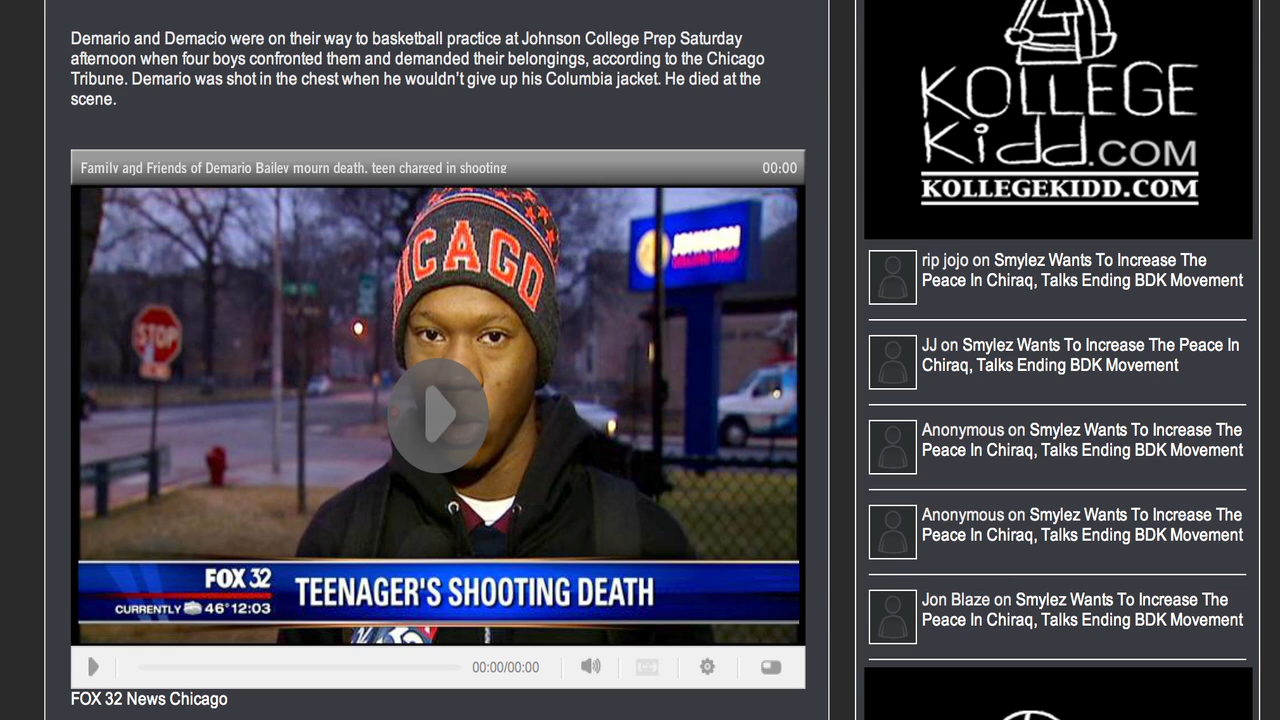 Demario and Demacio were on their way to basketball practice at Johnson College Prep Saturday
afternoon when four boys confronted them and demanded their belongings, according to the Chicago
Tribune. Demario was shot in the chest when he wouldn't give up his Columbia jacket. He died at the
scene.
Family and Friends of Demario Bailey mourn death, teen charged in shooting
00:00
CHICAGO
JOHNSON
COLLEGE PREP
STOP
FOX 32
CURRENTLY 46° 12:03
TEENAGER'S SHOOTING DEATH
00:00/00:00
CC
FOX 32 News Chicago
KOLLEGE
Kidd.COM
KOLLEGEKIDD.COM
rip jojo on Smylez Wants To Increase The
Peace In Chiraq, Talks Ending BDK Movement
JJ on Smylez Wants To Increase The Peace In
Chiraq, Talks Ending BDK Movement
Anonymous on Smylez Wants To Increase The
Peace In Chiraq, Talks Ending BDK Movement
Anonymous on Smylez Wants To Increase The
Peace In Chiraq, Talks Ending BDK Movement
Jon Blaze on Smylez Wants To Increase The
Peace In Chiraq, Talks Ending BDK Movement